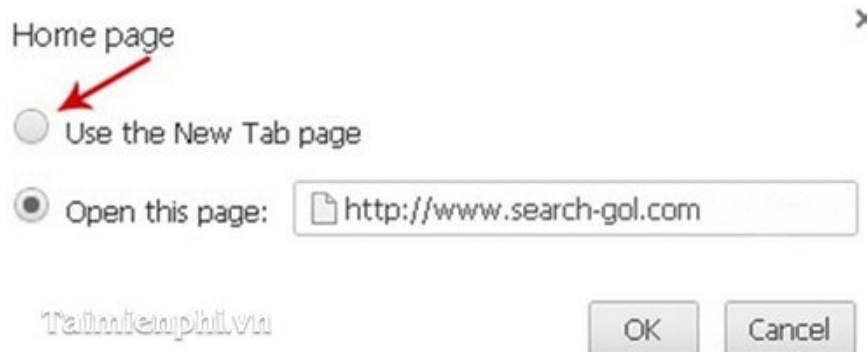 Home page
Use the New Tab page
Open this page: http://www.search-gol.com
Taimienphi.vn
OK Cancel